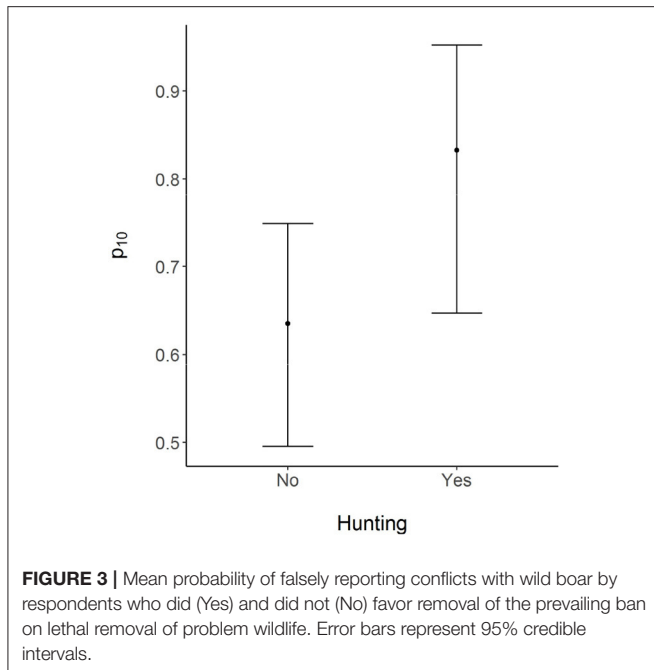 0.9
0.8
0.7
0.6
0.5
p10
No Yes
Hunting
FIGURE 3 | Mean probability of falsely reporting conflicts with wild boar by
respondents who did (Yes) and did not (No) favor removal of the prevailing ban
on lethal removal of problem wildlife. Error bars represent 95% credible
intervals.